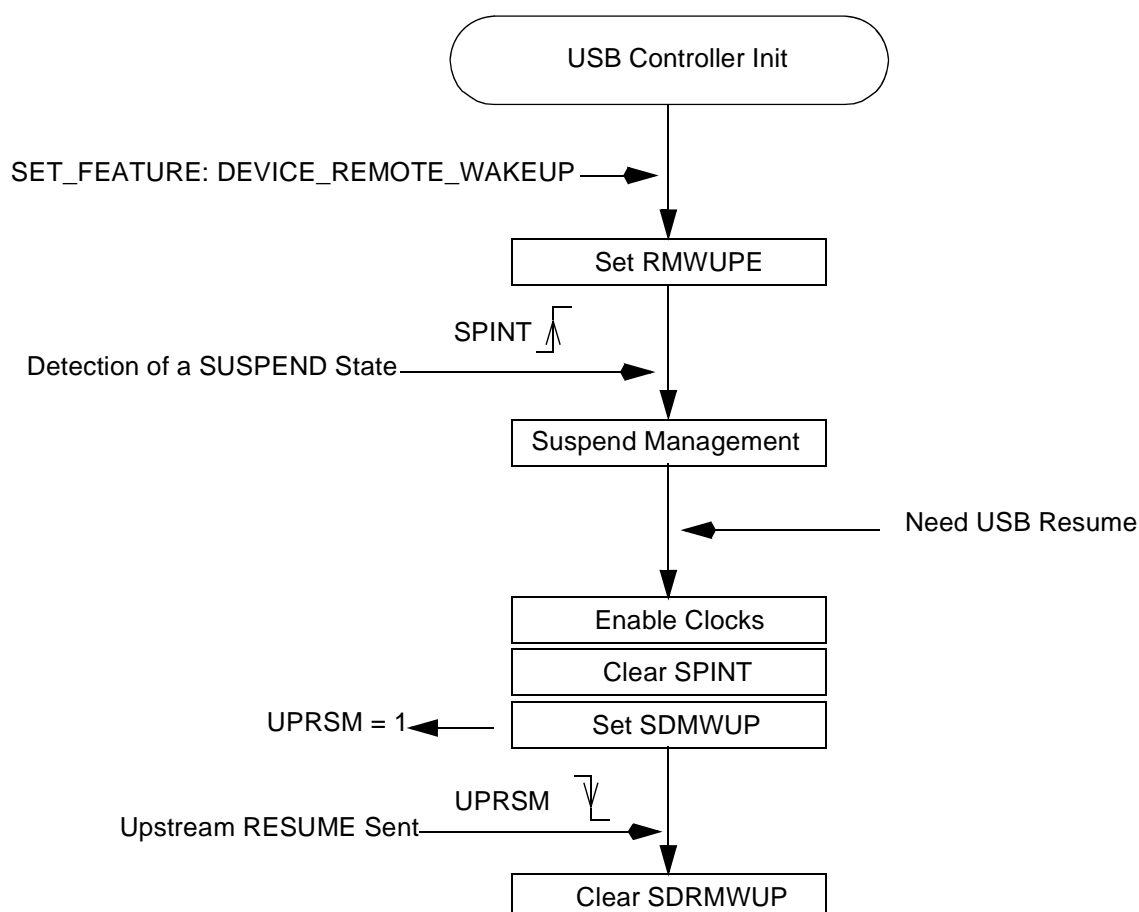 USB Controller Init
SET_FEATURE: DEVICE_REMOTE_WAKEUP
Set RMWUPE
SPINT
Detection of a SUSPEND State
Suspend Management
Need USB Resume
Enable Clocks
Clear SPINT
UPRSM = 1
Set SDMWUP
UPRSM
Upstream RESUME Sent
Clear SDRMWUP